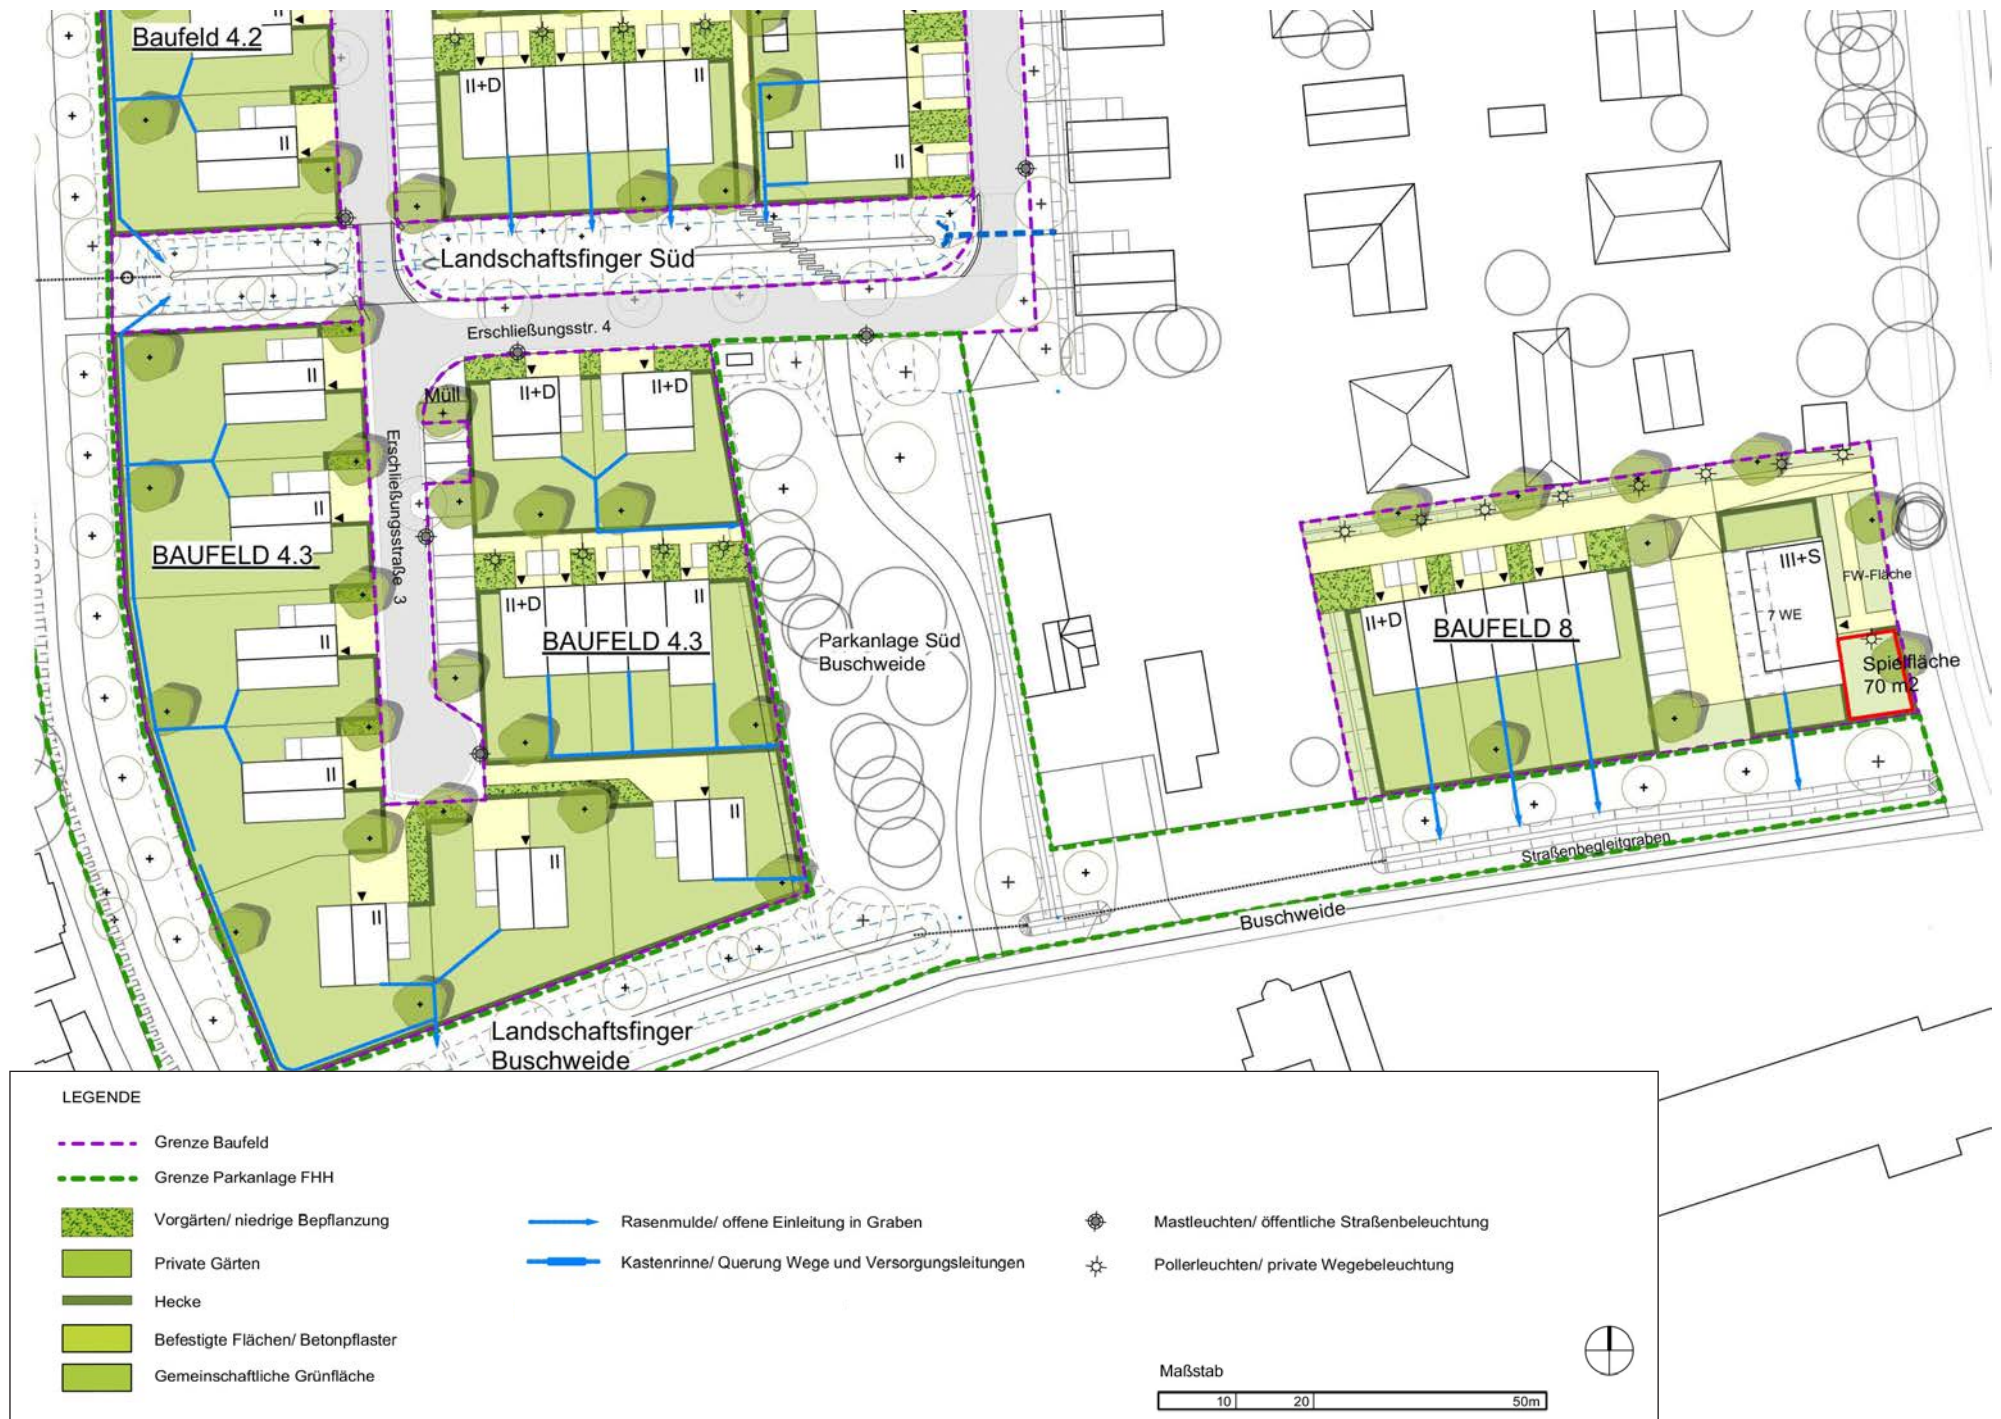 Baufeld 4.2
II
II+D
II
II
II
Landschaftsfinger Süd
Erschließungsstr. 4
II
Müll
II+D
II+D
Erschließungsstraße 3
II
BAUFELD 4.3
II+D
II
BAUFELD 4.3
II
Parkanlage Süd
Buschweide
II+D
BAUFELD 8
III+S
7 WE
FW-Fläche
Spielfläche
70 m2
II
II
II
II
Straßenbegleitgraben
Buschweide
Landschaftsfinger
Buschweide
LEGENDE
Grenze Baufeld
Grenze Parkanlage FHH
Vorgärten/ niedrige Bepflanzung
Private Gärten
Hecke
Befestigte Flächen/ Betonpflaster
Gemeinschaftliche Grünfläche
Rasenmulde/ offene Einleitung in Graben
Kastenrinne/ Querung Wege und Versorgungsleitungen
Mastleuchten/ öffentliche Straßenbeleuchtung
Pollerleuchten/ private Wegebeleuchtung
Maßstab
10 20 50m